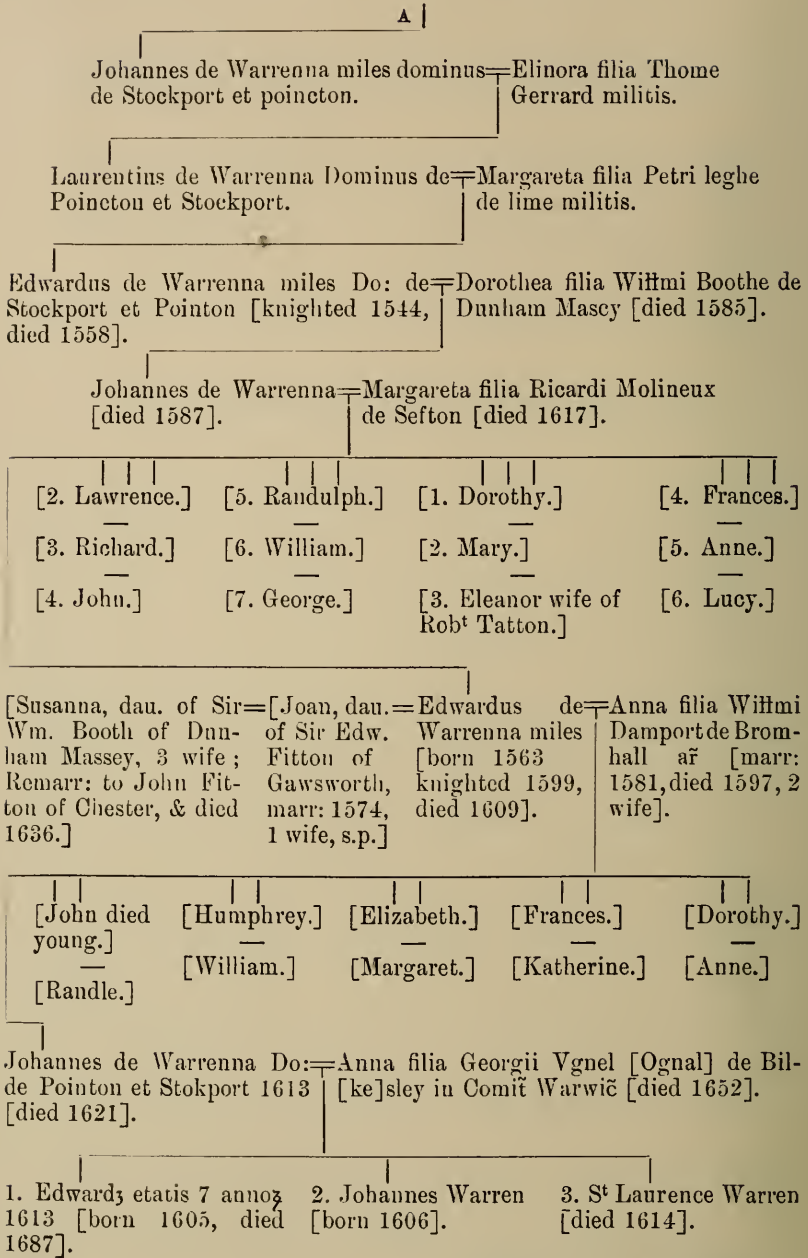 A
Johannes de Warrenna miles dominus=Elinora filia Thome
de Stockport et poincton. Gerrard militis.
Laurentius de Warrenna Dominus de=Margareta filia Petri leghe
Poincton et Stockport. de lime militis.
Edwardus de Warrenna miles Do: de=Dorothea filia Wiłłmi Boothe de
Stockport et Pointon [knighted 1544, Dunham Mascy [died 1585].
died 1558].
Johannes de Warrenna=Margareta filia Ricardi Molineux
[died 1587]. de Sefton [died 1617].
[2. Lawrence.] [5. Randulph.] [1. Dorothy.] [4. Frances.]
[3. Richard.] [6. William.] [2. Mary.] [5. Anne.]
[4. John.] [7. George.] [3. Eleanor wife of [6. Lucy.]
Robᵗ Tatton.]
[Susanna, dau. of Sir=[Joan, dau.=Edwardus de=Anna filia Wiłłmi
Wm. Booth of Dun- of Sir Edw. Warrenna miles Damport de Brom-
ham Massey, 3 wife; Fitton of [born 1563 hall ar̃ [marr:
Remarr: to John Fit- Gawsworth, knighted 1599, 1581, died 1597, 2
ton of Chester, & died marr: 1574, died 1609]. wife].
1636.] 1 wife, s.p.]
[John died [Humphrey.] [Elizabeth.] [Frances.] [Dorothy.]
young.]
[William.] [Margaret.] [Katherine.] [Anne.]
[Randle.]
Johannes de Warrenna Do:=Anna filia Georgii Vgnel [Ognal] de Bil-
de Pointon et Stokport 1613 [ke]sley in Comit̃ Warwic̃ [died 1652].
[died 1621].
1. Edwardꝫ etatis 7 annoꝝ 2. Johannes Warren 3. Sᵗ Laurence Warren
1613 [born 1605, died [born 1606]. [died 1614].
1687].